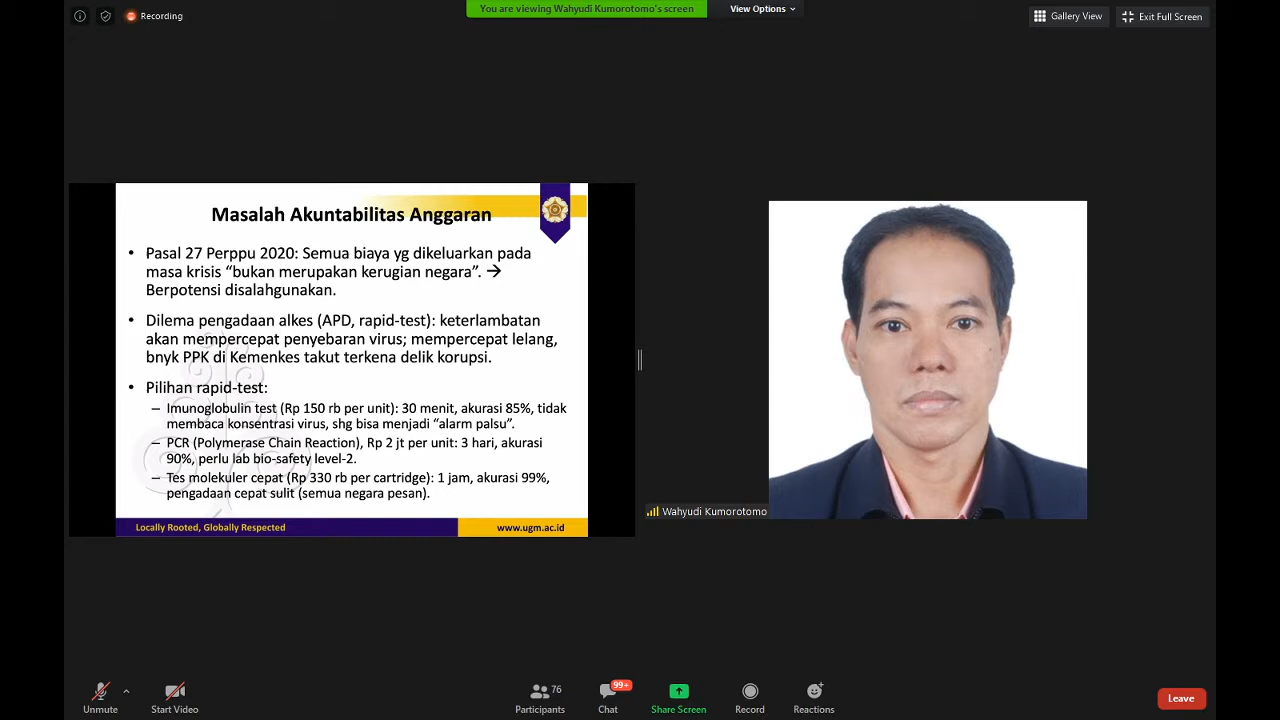 Recording
You are viewing Wahyudi Kumorotomo's screen
View Options
Gallery View
Exit Full Screen
Masalah Akuntabilitas Anggaran
• Pasal 27 Perppu 2020: Semua biaya yg dikeluarkan pada
masa krisis “bukan merupakan kerugian negara”. →
Berpotensi disalahgunakan.
• Dilema pengadaan alkes (APD, rapid-test): keterlambatan
akan mempercepat penyebaran virus; mempercepat lelang,
bnyk PPK di Kemenkes takut terkena delik korupsi.
• Pilihan rapid-test:
– Imunoglobulin test (Rp 150 rb per unit): 30 menit, akurasi 85%, tidak
membaca konsentrasi virus, shg bisa menjadi “alarm palsu”.
– PCR (Polymerase Chain Reaction), Rp 2 jt per unit: 3 hari, akurasi
90%, perlu lab bio-safety level-2.
– Tes molekuler cepat (Rp 330 rb per cartridge): 1 jam, akurasi 99%,
pengadaan cepat sulit (semua negara pesan).
Locally Rooted, Globally Respected
www.ugm.ac.id
Wahyudi Kumorotomo
Unmute
Start Video
76
Participants
99+
Chat
Share Screen
Record
Reactions
Leave